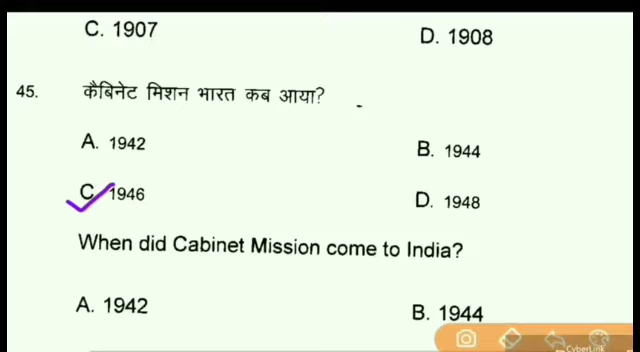 C. 1907 D. 1908
45. कैबिनेट मिशन भारत कब आया?
A. 1942 B. 1944
C 1946 D. 1948
When did Cabinet Mission come to India?
A. 1942 B. 1944
CyberLink